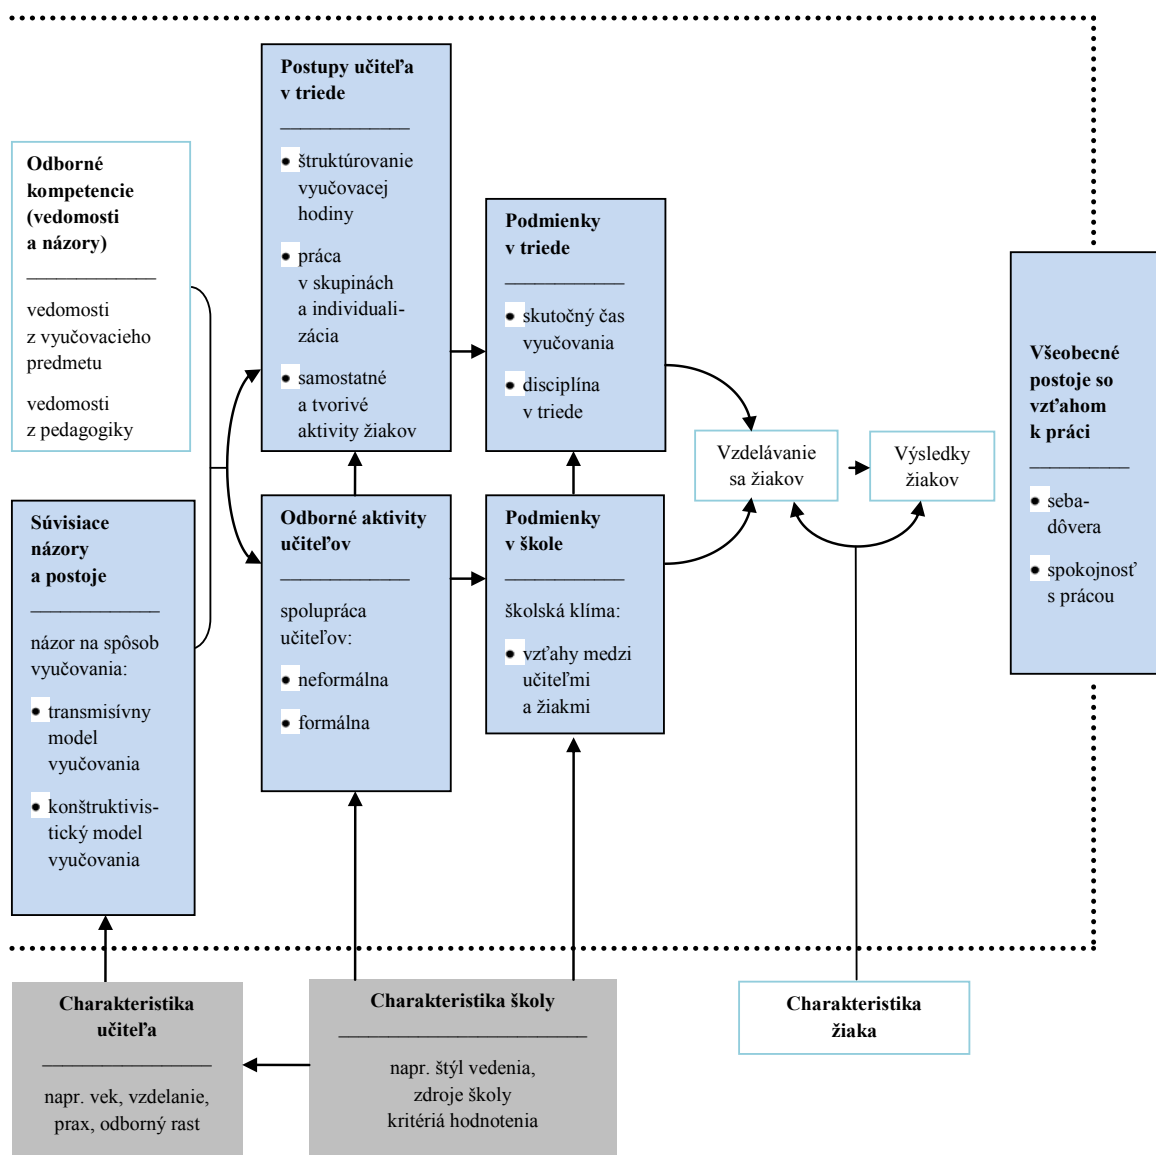 Postupy učiteľa
v triede
štruktúrovanie
vyučovacej
hodiny
práca
v skupinách
a individuali-
zácia
samostatné
a tvorivé
aktivity žiakov
Odborné
kompetencie
(vedomosti
a názory)
vedomosti
z vyučovacieho
predmetu
vedomosti
z pedagogiky
Podmienky
v triede
skutočný čas
vyučovania
disciplína
v triede
Všeobecné
postoje so
vzťahom
k práci
seba-
dôvera
spokojnosť
s prácou
Vzdelávanie
sa žiakov
Výsledky
žiakov
Súvisiace
názory
a postoje
názor na spôsob
vyučovania:
transmisívny
model
vyučovania
konštruktivis-
tický model
vyučovania
Odborné aktivity
učiteľov
spolupráca
učiteľov:
neformálna
formálna
Podmienky
v škole
školská klíma:
vzťahy medzi
učiteľmi
a žiakmi
Charakteristika
učiteľa
napr. vek, vzdelanie,
prax, odborný rast
Charakteristika školy
napr. štýl vedenia,
zdroje školy
kritériá hodnotenia
Charakteristika
žiaka